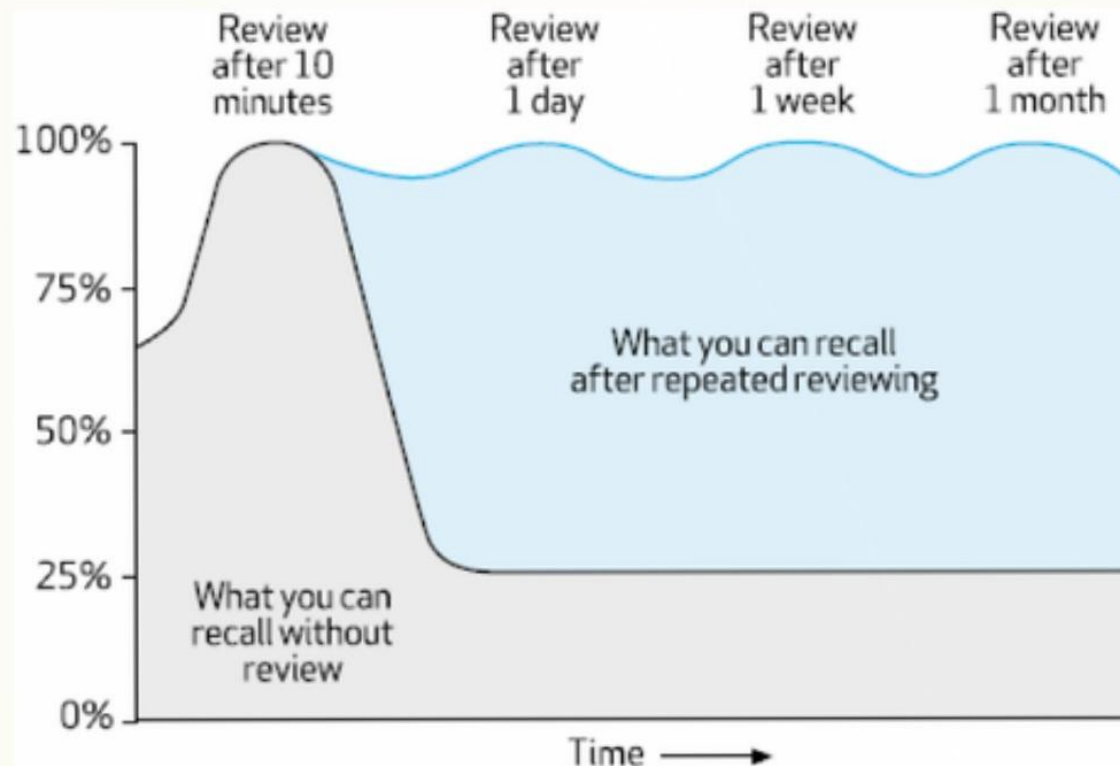 Review
after 10
minutes
Review
after
1 day
Review
after
1 week
Review
after
1 month
100%
75%
50%
25%
0%
What you can recall
after repeated reviewing
What you can
recall without
review
Time